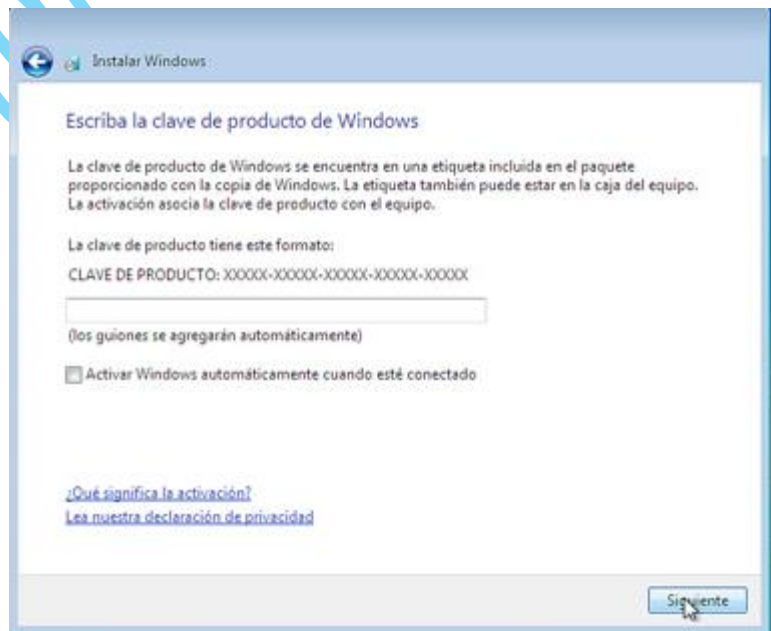 Instalar Windows
Escriba la clave de producto de Windows
La clave de producto de Windows se encuentra en una etiqueta incluida en el paquete
proporcionado con la copia de Windows. La etiqueta también puede estar en la caja del equipo.
La activación asocia la clave de producto con el equipo.
La clave de producto tiene este formato:
CLAVE DE PRODUCTO: XXXXX-XXXXX-XXXXX-XXXXX-XXXXX
(los guiones se agregarán automáticamente)
Activar Windows automáticamente cuando esté conectado
¿Qué significa la activación?
Lea nuestra declaración de privacidad
Siguiente